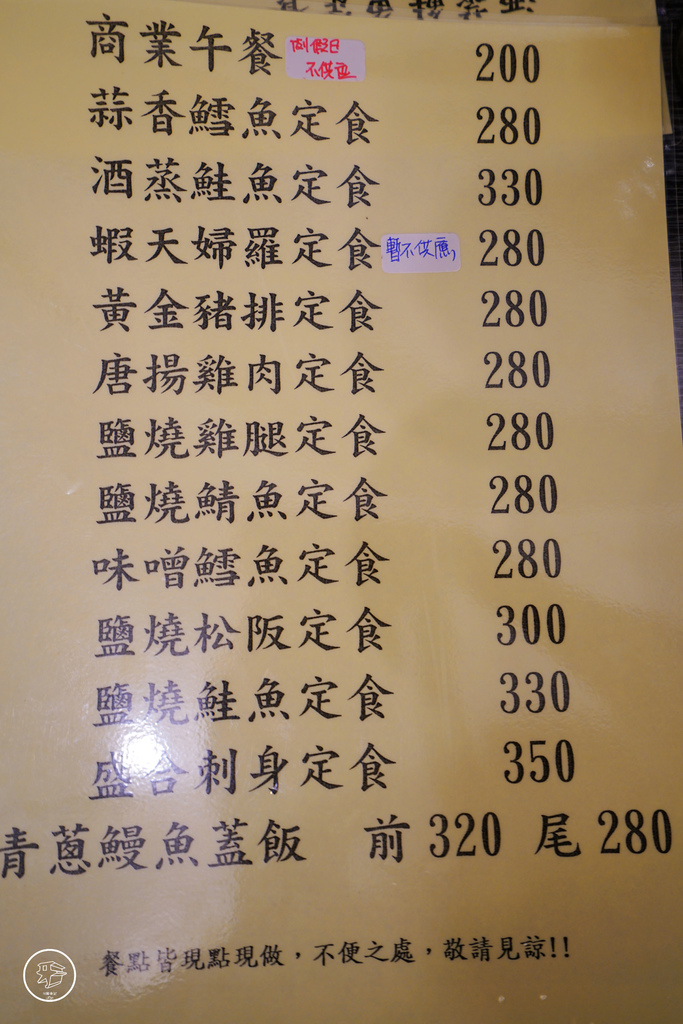 商業午餐 例假日 不供應 200
蒜香鱈魚定食 280
酒蒸鮭魚定食 330
蝦天婦羅定食 暫不供應 280
黃金豬排定食 280
唐揚雞肉定食 280
鹽燒雞腿定食 280
鹽燒鯖魚定食 280
味噌鱈魚定食 280
鹽燒松阪定食 300
鹽燒鮭魚定食 330
盛合刺身定食 350
青蔥鰻魚蓋飯 前320 尾280
餐點皆現點現做，不便之處，敬請見諒!!